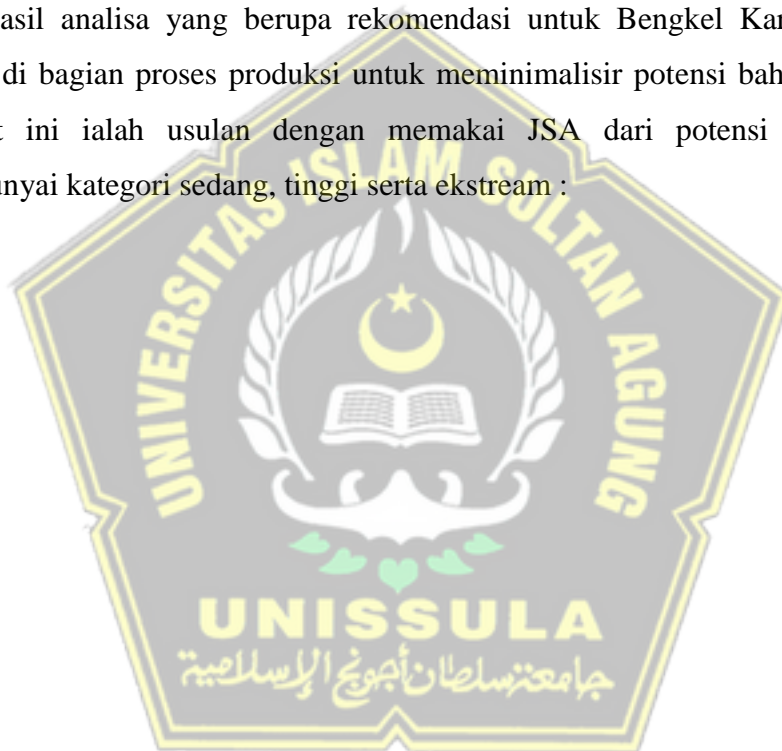 asil analisa yang berupa rekomendasi untuk Bengkel Kar
di bagian proses produksi untuk meminimalisir potensi bah
t ini ialah usulan dengan memakai JSA dari potensi
unyai kategori sedang, tinggi serta ekstream :
UNIVERSITAS ISLAM SULTAN AGUNG
UNISSULA
جامعة سلطان أجونج الإسلامية